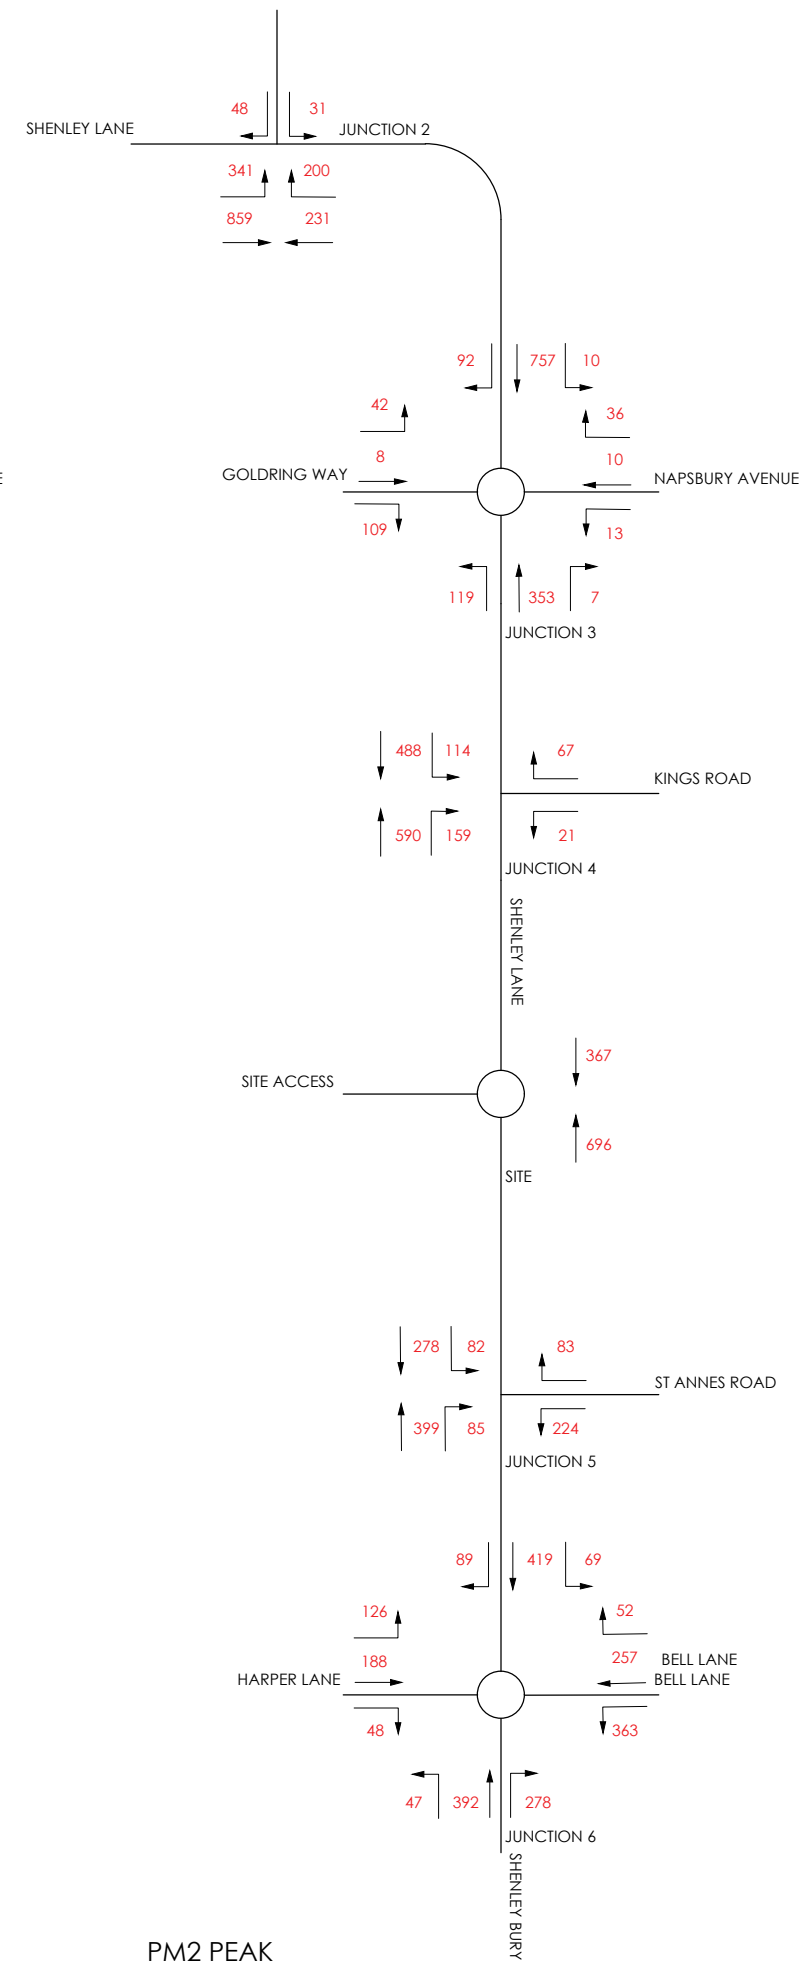 48 31
SHENLEY LANE JUNCTION 2
341 200
859 231
92 757 10
42 36
8 10
E GOLDRING WAY NAPSBURY AVENUE
109 13
119 353 7
JUNCTION 3
488 114 67
KINGS ROAD
590 159 21
JUNCTION 4
SHENLEY LANE
367
SITE ACCESS
696
SITE
278 82 83
ST ANNES ROAD
399 85 224
JUNCTION 5
89 419 69
126 52
188 257 BELL LANE
HARPER LANE BELL LANE
48 363
47 392 278
JUNCTION 6
SHENLEY BURY
PM2 PEAK